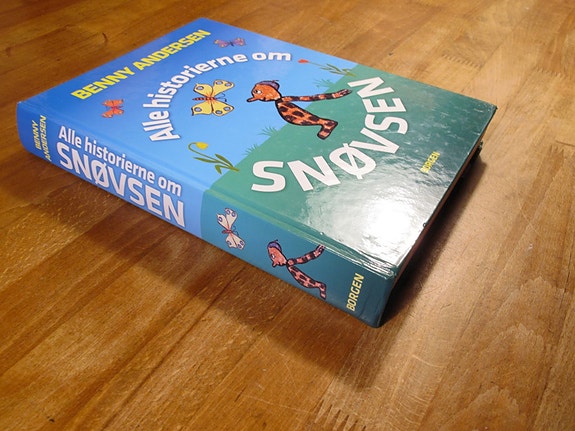 BENNY ANDERSEN
Alle historierne om
SNØVSEN
BORGEN
BENNY
ANDERSEN
Alle historierne om
SNØVSEN
BORGEN